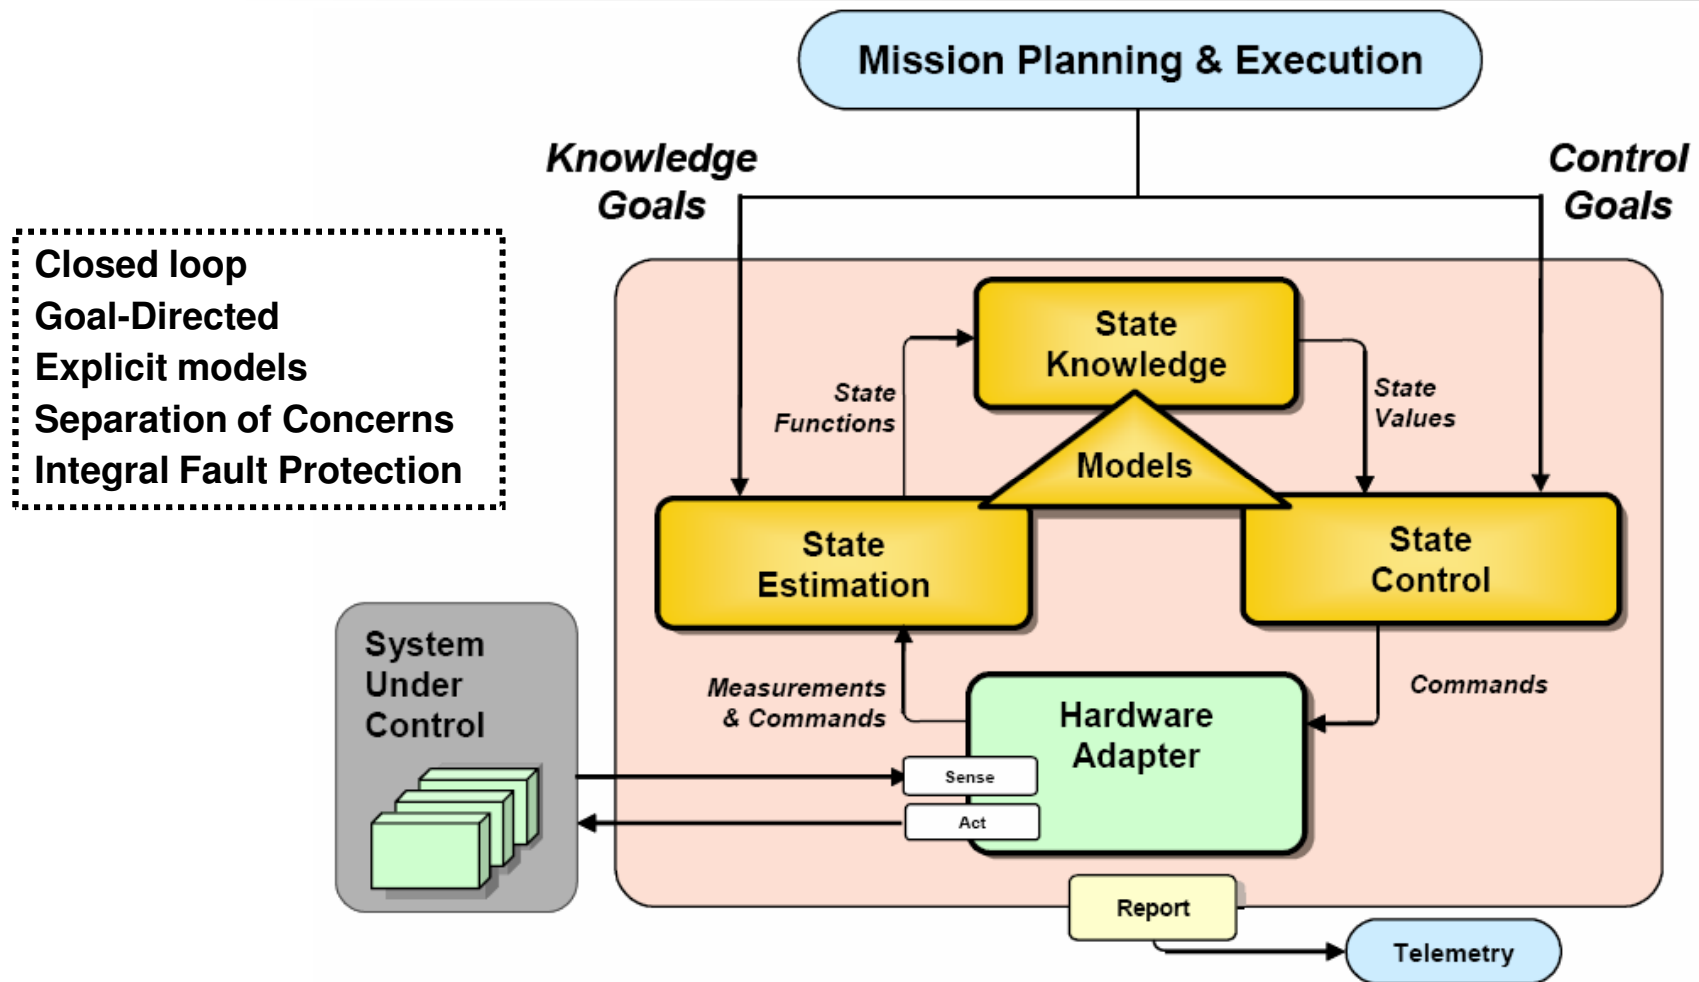 Mission Planning & Execution
Knowledge
Goals
Control
Goals
Closed loop
Goal-Directed
Explicit models
Separation of Concerns
Integral Fault Protection
State
Knowledge
State
Functions
State
Values
Models
State
Estimation
State
Control
System
Under
Control
Measurements
& Commands
Commands
Hardware
Adapter
Sense
Act
Report
Telemetry